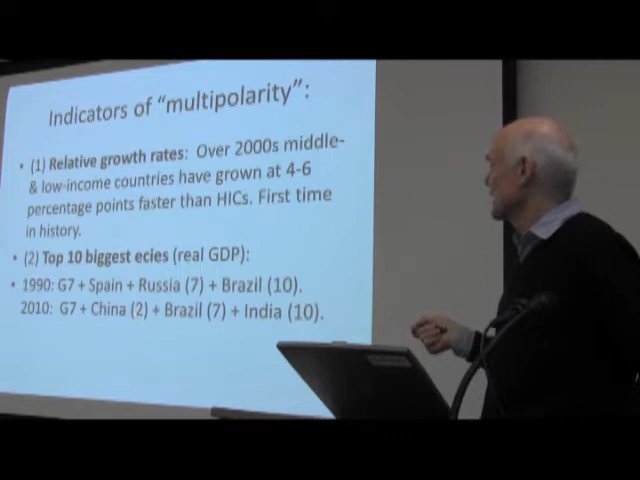 Indicators of “multipolarity”:
• (1) Relative growth rates: Over 2000s middle-
& low-income countries have grown at 4-6
percentage points faster than HICs. First time
in history.
• (2) Top 10 biggest ecies (real GDP):
• 1990: G7 + Spain + Russia (7) + Brazil (10).
2010: G7 + China (2) + Brazil (7) + India (10).